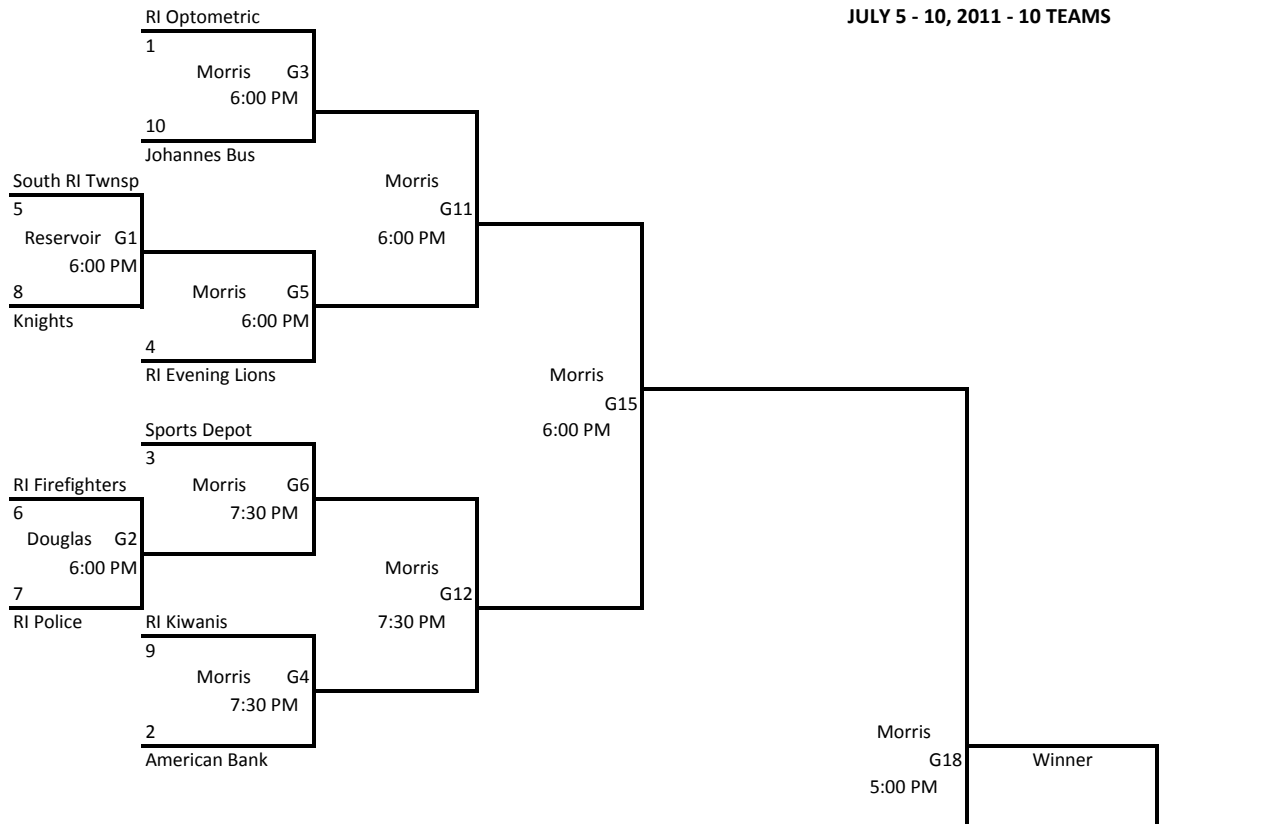 RI Optometric
JULY 5 - 10, 2011 - 10 TEAMS
1
Morris G3
6:00 PM
10
Johannes Bus
South RI Twnsp
Morris
5
G11
Reservoir G1
6:00 PM
6:00 PM
8
Morris G5
Knights
6:00 PM
4
RI Evening Lions
Morris
G15
Sports Depot
6:00 PM
3
RI Firefighters
Morris G6
6
7:30 PM
Douglas G2
6:00 PM
Morris
7
G12
RI Police
RI Kiwanis
7:30 PM
9
Morris G4
7:30 PM
2
Morris
American Bank
G18
Winner
5:00 PM